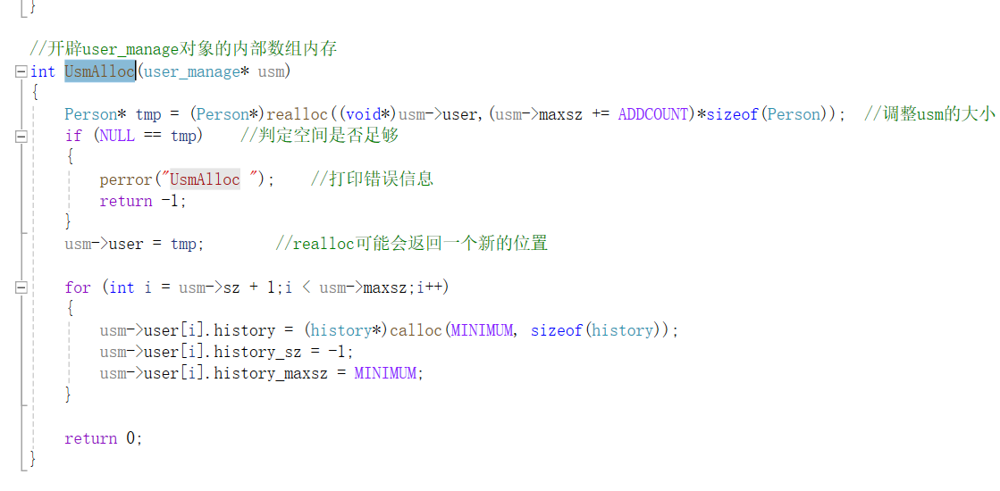 }
//开辟user_manage对象的内部数组内存
int UsmAlloc(user_manage* usm)
{
Person* tmp = (Person*)realloc((void*)usm->user,(usm->maxsz += ADDCOUNT)*sizeof(Person)); //调整usm的大小
if (NULL == tmp) //判定空间是否足够
{
perror("UsmAlloc "); //打印错误信息
return -1;
}
usm->user = tmp; //realloc可能会返回一个新的位置
for (int i = usm->sz + 1;i < usm->maxsz;i++)
{
usm->user[i].history = (history*)calloc(MINIMUM, sizeof(history));
usm->user[i].history_sz = -1;
usm->user[i].history_maxsz = MINIMUM;
}
return 0;
}